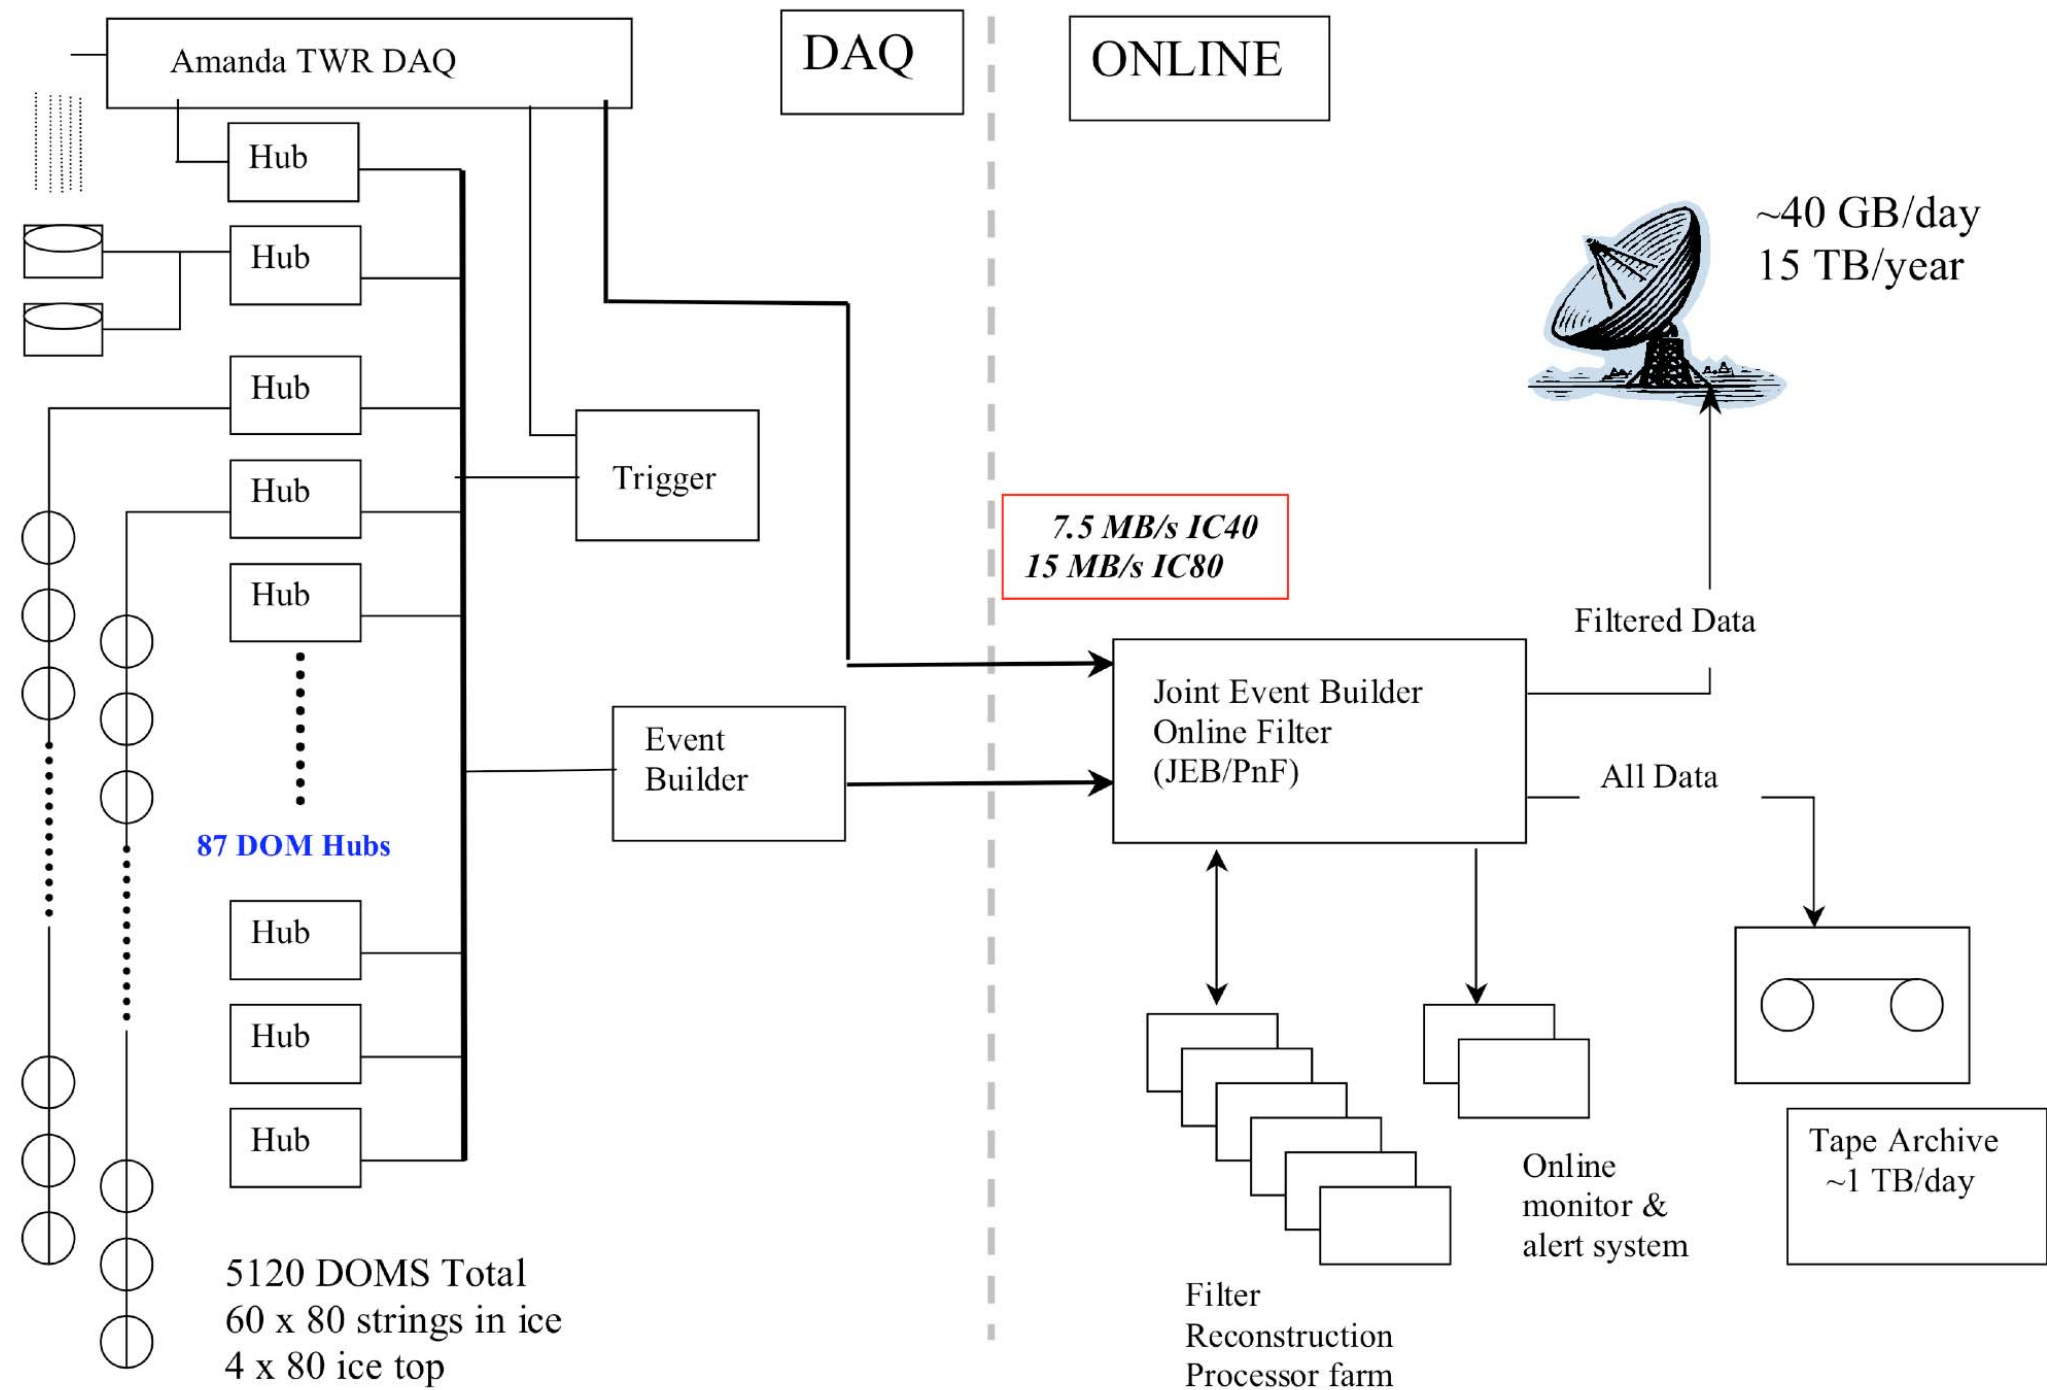 Amanda TWR DAQ
DAQ
ONLINE
Hub
Hub
Hub
Hub
Hub
87 DOM Hubs
Hub
Hub
Hub
5120 DOMS Total
60 x 80 strings in ice
4 x 80 ice top
Trigger
Event
Builder
7.5 MB/s IC40
15 MB/s IC80
Joint Event Builder
Online Filter
(JEB/PnF)
~40 GB/day
15 TB/year
Filtered Data
All Data
Filter
Reconstruction
Processor farm
Online
monitor &
alert system
Tape Archive
~1 TB/day